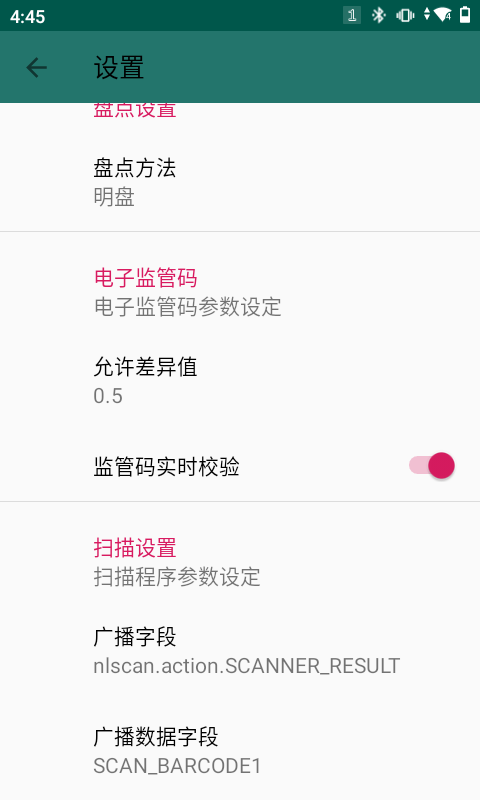 4:45
1
设置
盘点设置
盘点方法
明盘
电子监管码
电子监管码参数设定
允许差异值
0.5
监管码实时校验
扫描设置
扫描程序参数设定
广播字段
nlscan.action.SCANNER_RESULT
广播数据字段
SCAN_BARCODE1